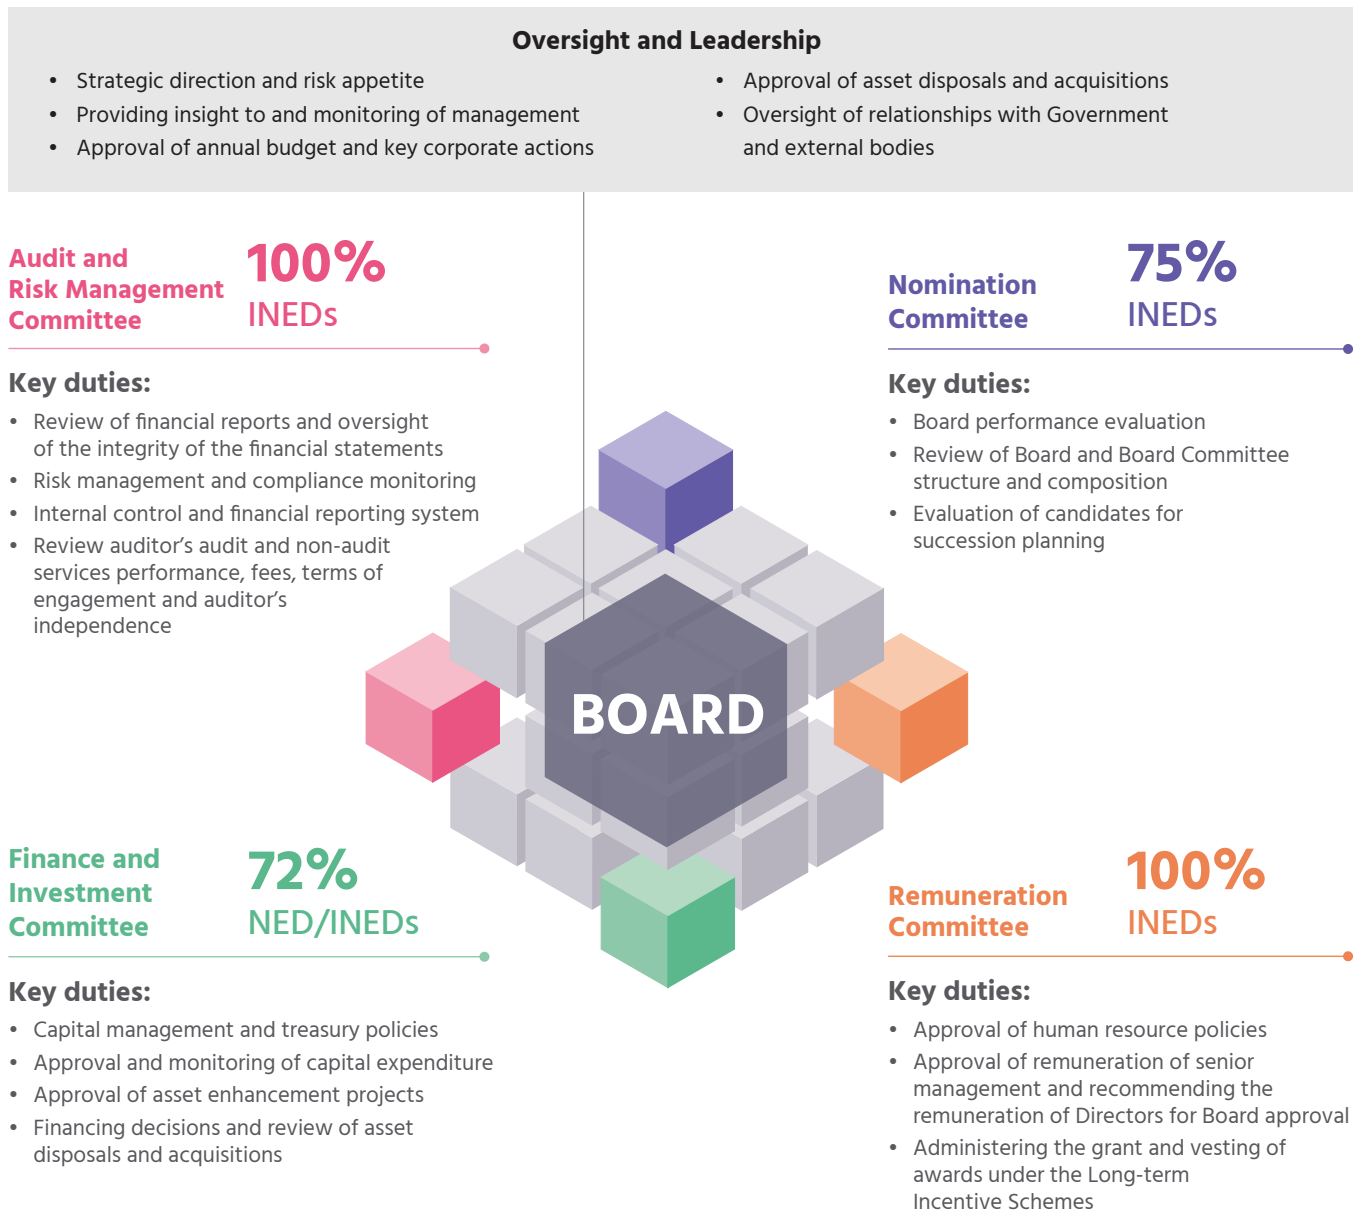 Oversight and Leadership
• Strategic direction and risk appetite
• Providing insight to and monitoring of management
• Approval of annual budget and key corporate actions
• Approval of asset disposals and acquisitions
• Oversight of relationships with Government
and external bodies
Audit and
Risk Management
Committee
100%
INEDs
Key duties:
• Review of financial reports and oversight
of the integrity of the financial statements
• Risk management and compliance monitoring
• Internal control and financial reporting system
• Review auditor’s audit and non-audit
services performance, fees, terms of
engagement and auditor’s
independence
Nomination
Committee
75%
INEDs
Key duties:
• Board performance evaluation
• Review of Board and Board Committee
structure and composition
• Evaluation of candidates for
succession planning
BOARD
Finance and
Investment
Committee
72%
NED/INEDs
Key duties:
• Capital management and treasury policies
• Approval and monitoring of capital expenditure
• Approval of asset enhancement projects
• Financing decisions and review of asset
disposals and acquisitions
Remuneration
Committee
100%
INEDs
Key duties:
• Approval of human resource policies
• Approval of remuneration of senior
management and recommending the
remuneration of Directors for Board approval
• Administering the grant and vesting of
awards under the Long-term
Incentive Schemes